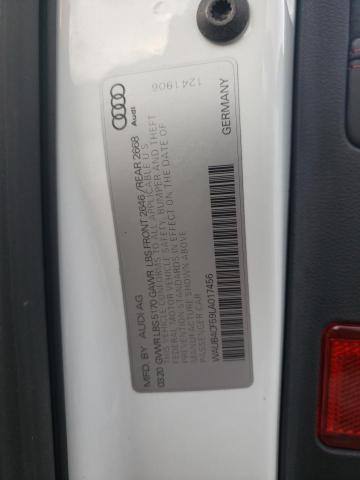 Audi
1241906
MFD. BY AUDI AG
GERMANY
03/20 GVWR LBS 5170 GAWR LBS FRONT 2646/REAR 2668
THIS VEHICLE CONFORMS TO ALL APPLICABLE U S
FEDERAL MOTOR VEHICLE SAFETY, BUMPER AND THEFT
PREVENTION STANDARDS IN EFFECT ON THE DATE OF
MANUFACTURE SHOWN ABOVE
PASSENGER CAR
WAUB4CF59LA017456